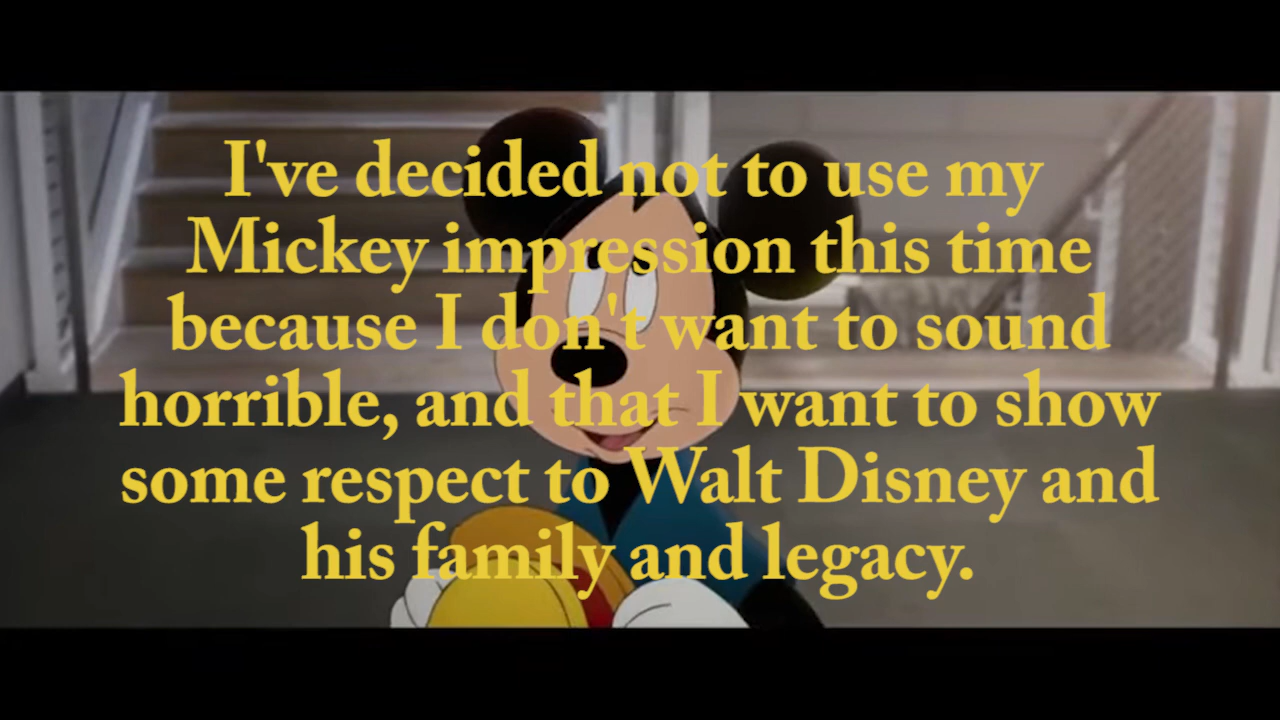 I've decided not to use my
Mickey impression this time
because I don't want to sound
horrible, and that I want to show
some respect to Walt Disney and
his family and legacy.